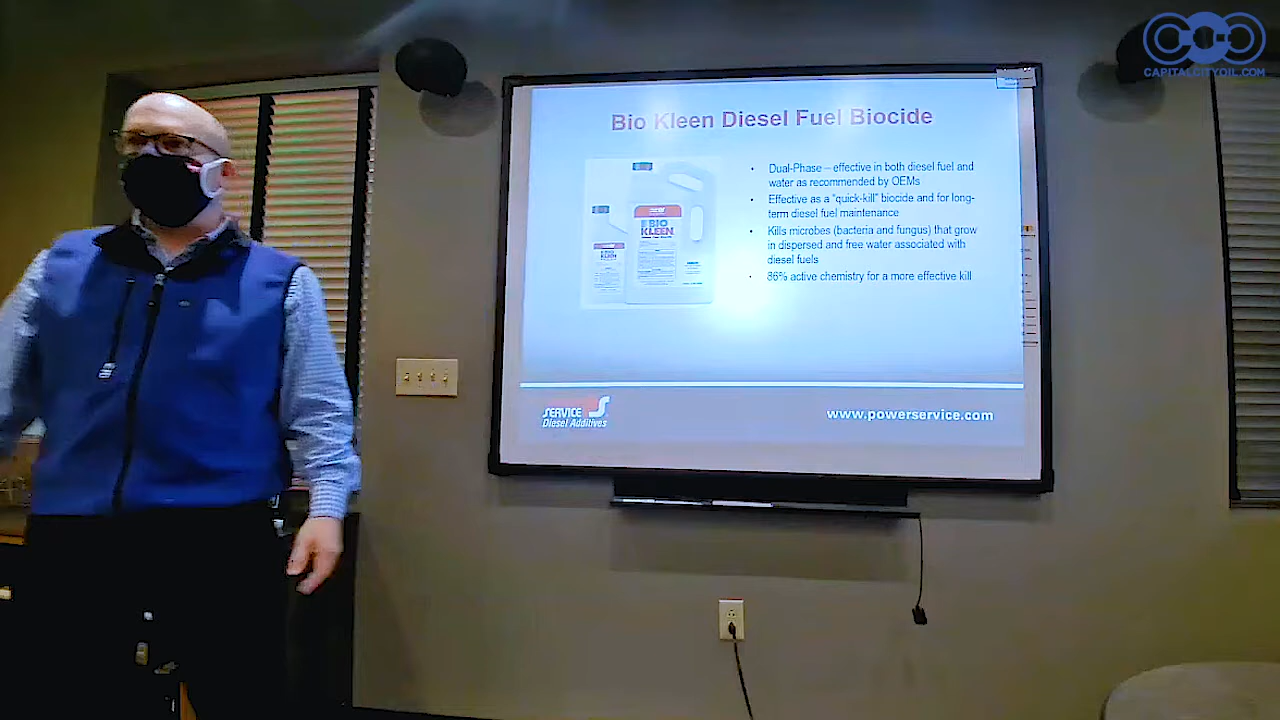 CAPITALCITYOIL.COM
Bio Kleen Diesel Fuel Biocide
• Dual-Phase – effective in both diesel fuel and
water as recommended by OEMs
• Effective as a "quick-kill" biocide and for long-
term diesel fuel maintenance
• Kills microbes (bacteria and fungus) that grow
in dispersed and free water associated with
diesel fuels
• 86% active chemistry for a more effective kill
BIO
KLEEN
BIO
KLEEN
SERVICE
Diesel Additives
www.powerservice.com